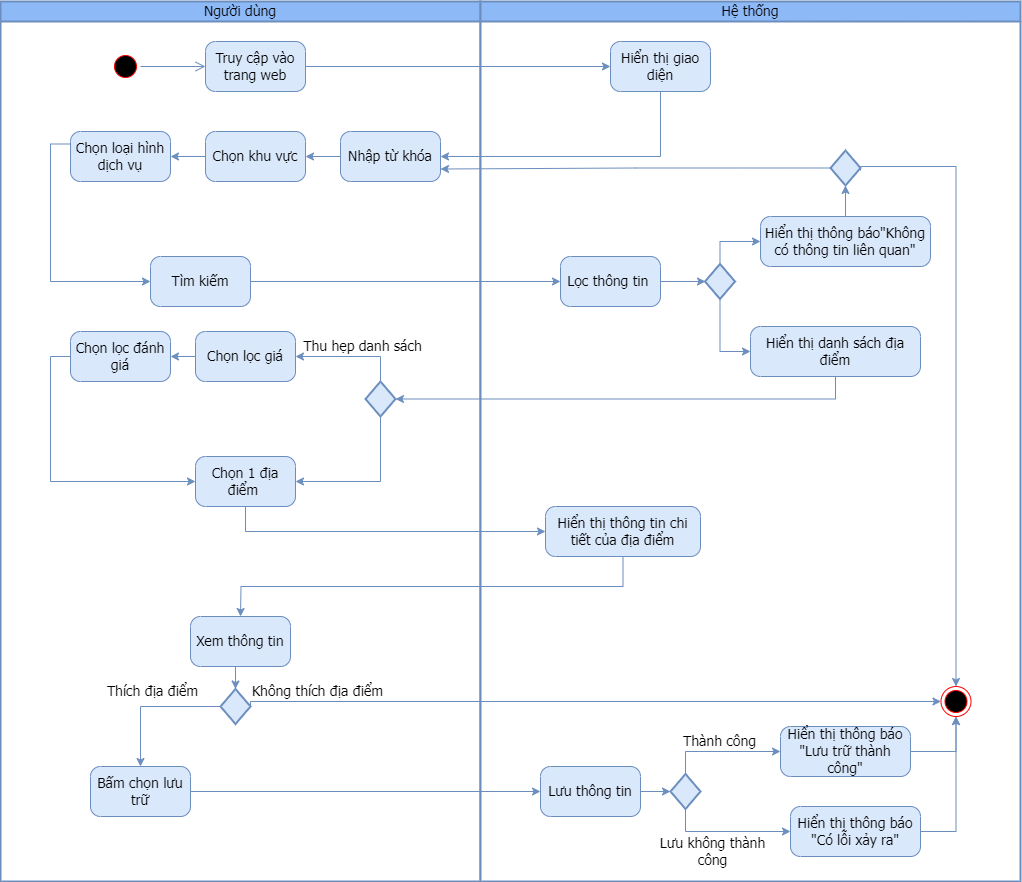 Người dùng
Hệ thống
Truy cập vào
trang web
Hiển thị giao
diện
Chọn loại hình
dịch vụ
Chọn khu vực
Nhập từ khóa
Hiển thị thông báo"Không
có thông tin liên quan"
Tìm kiếm
Lọc thông tin
Hiển thị danh sách địa
điểm
Chọn lọc đánh
giá
Chọn lọc giá
Thu hẹp danh sách
Chọn 1 địa
điểm
Hiển thị thông tin chi
tiết của địa điểm
Xem thông tin
Thích địa điểm
Không thích địa điểm
Bấm chọn lưu
trữ
Lưu thông tin
Thành công
Hiển thị thông báo
"Lưu trữ thành
công"
Lưu không thành
công
Hiển thị thông báo
"Có lỗi xảy ra"